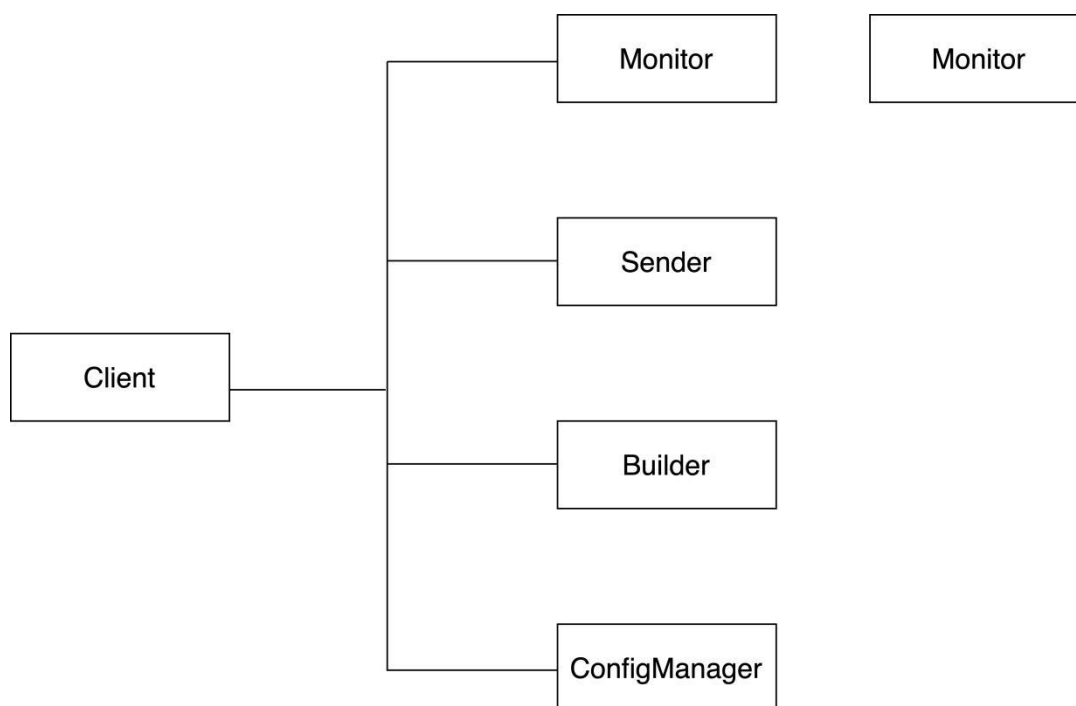 Monitor
Monitor
Sender
Client
Builder
ConfigManager